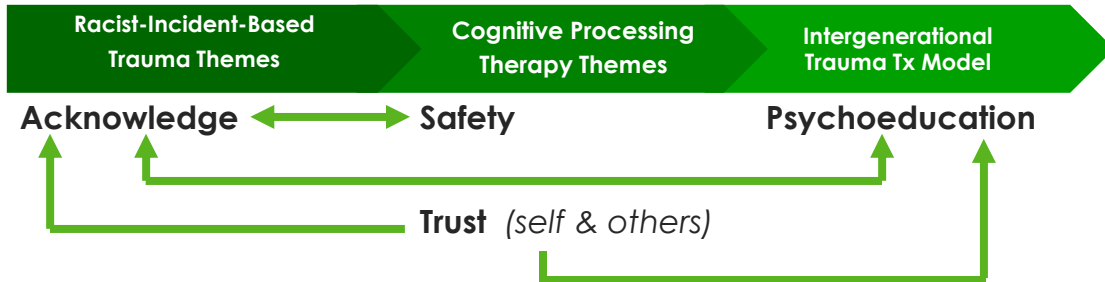 Racist-Incident-Based
Trauma Themes
Cognitive Processing
Therapy Themes
Intergenerational
Trauma Tx Model
Acknowledge
Safety
Psychoeducation
Trust (self & others)